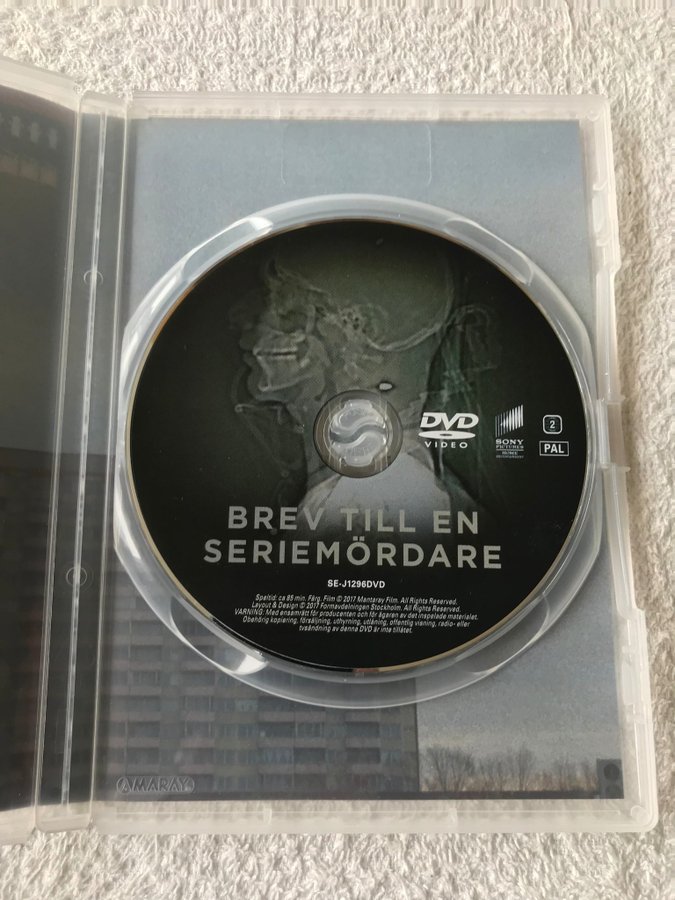 DVD
VIDEO
SONY
PICTURES
HOME
ENTERTAINMENT
2
PAL
BREV TILL EN
SERIEMÖRDARE
SE-J1296DVD
Speltid: ca 85 min. Färg. Film © 2017 Mantaray Film. All Rights Reserved.
Layout & Design © 2017 Formavdelningen Stockholm. All Rights Reserved.
VARNING: Med ensamrätt för producenten och för ägaren av det inspelade materialet.
Obehörig kopiering, försäljning, uthyrning, utlåning, offentlig visning, radio- eller
tvsändning av denna DVD är inte tillåtet.
AMARAY